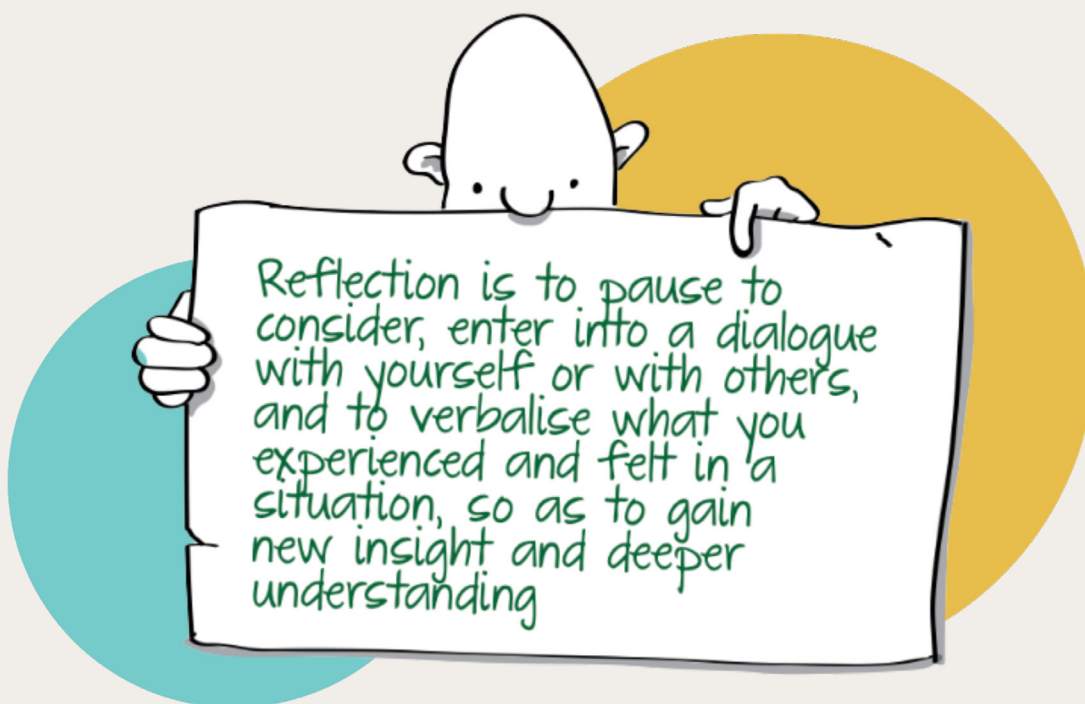 Reflection is to pause to
consider, enter into a dialogue
with yourself or with others,
and to verbalise what you
experienced and felt in a
situation, so as to gain
new insight and deeper
understanding